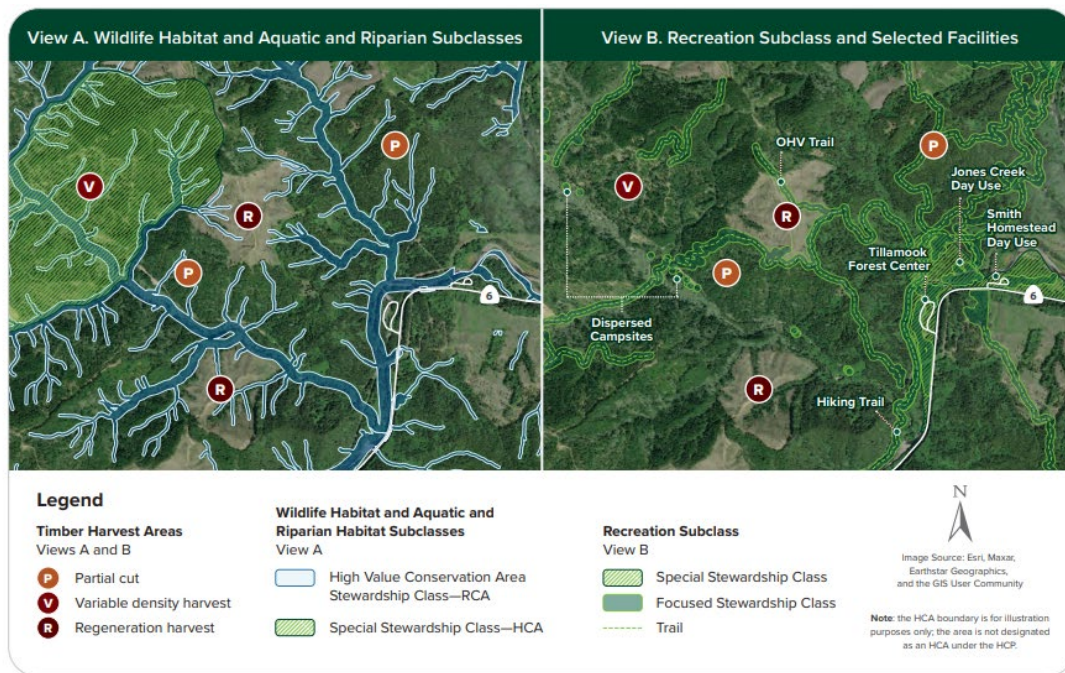 View A. Wildlife Habitat and Aquatic and Riparian Subclasses
V
P
R
P
R
6
View B. Recreation Subclass and Selected Facilities
OHV Trail
P
Jones Creek
Day Use
V
R
Smith
Homestead
Day Use
Tillamook
Forest Center
P
6
Dispersed
Campsites
R
Hiking Trail
Legend
Timber Harvest Areas
Views A and B
P Partial cut
V Variable density harvest
R Regeneration harvest
Wildlife Habitat and Aquatic and
Riparian Habitat Subclasses
View A
High Value Conservation Area
Stewardship Class—RCA
Special Stewardship Class—HCA
Recreation Subclass
View B
Special Stewardship Class
Focused Stewardship Class
Trail
N
Image Source: Esri, Maxar,
Earthstar Geographics,
and the GIS User Community
Note: the HCA boundary is for illustration
purposes only; the area is not designated
as an HCA under the HCP.